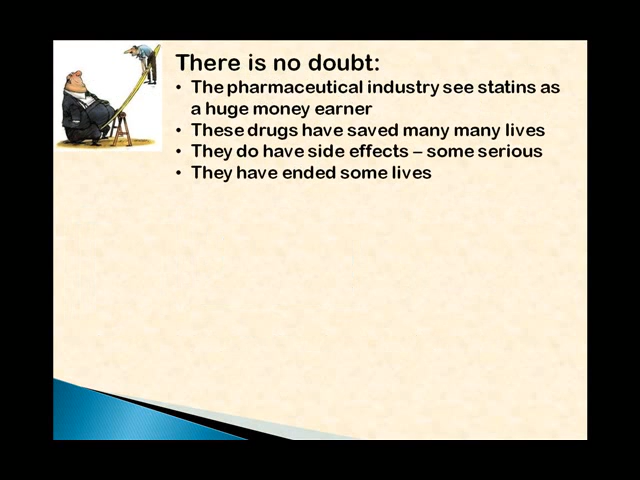 There is no doubt:
• The pharmaceutical industry see statins as
a huge money earner
• These drugs have saved many many lives
• They do have side effects – some serious
• They have ended some lives